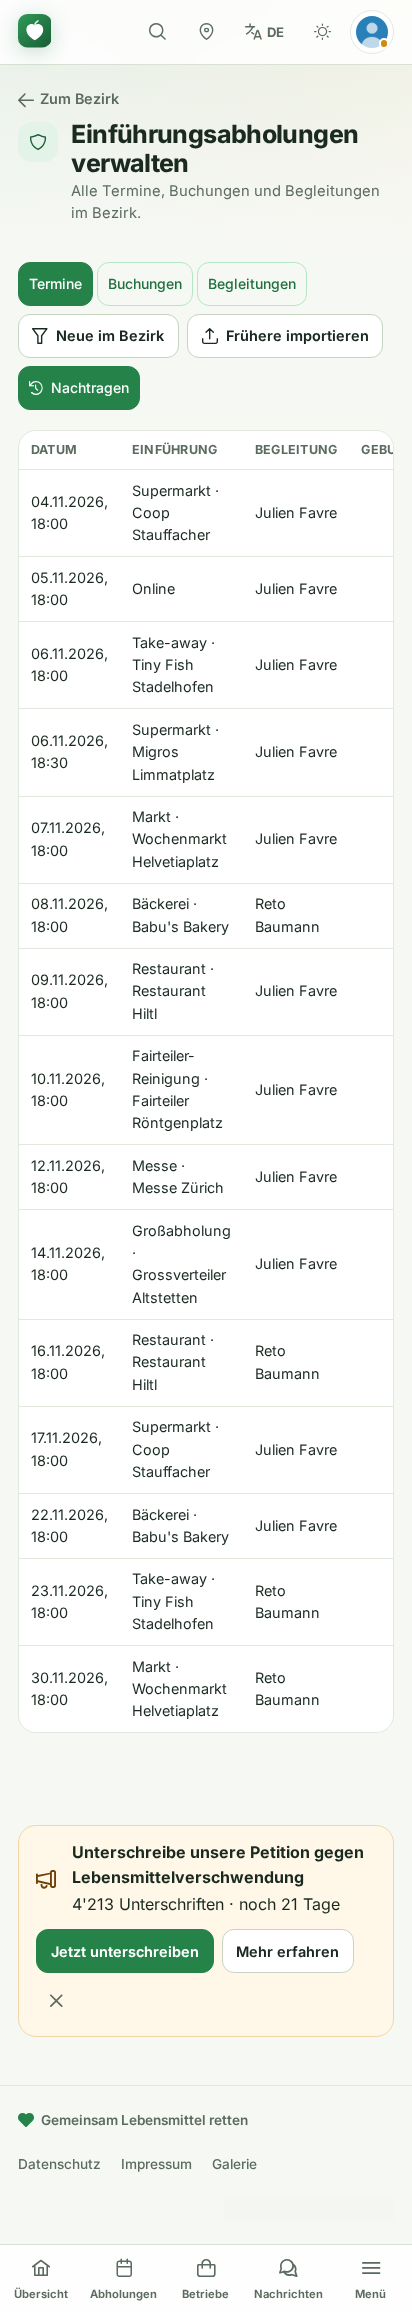 DE
Zum Bezirk
Einführungsabholungen
verwalten
Alle Termine, Buchungen und Begleitungen
im Bezirk.
Termine
Buchungen
Begleitungen
Neue im Bezirk
Frühere importieren
Nachtragen
DATUM EINFÜHRUNG BEGLEITUNG
04.11.2026,
18:00
Supermarkt ·
Coop
Stauffacher
Julien Favre
05.11.2026,
18:00
Online
Julien Favre
06.11.2026,
18:00
Take-away ·
Tiny Fish
Stadelhofen
Julien Favre
06.11.2026,
18:30
Supermarkt ·
Migros
Limmatplatz
Julien Favre
07.11.2026,
18:00
Markt ·
Wochenmarkt
Helvetiaplatz
Julien Favre
08.11.2026,
18:00
Bäckerei ·
Babu's Bakery
Reto
Baumann
09.11.2026,
18:00
Restaurant ·
Restaurant
Hiltl
Julien Favre
10.11.2026,
18:00
Fairteiler-
Reinigung ·
Fairteiler
Röntgenplatz
Julien Favre
12.11.2026,
18:00
Messe ·
Messe Zürich
Julien Favre
14.11.2026,
18:00
Großabholung
·
Grossverteiler
Altstetten
Julien Favre
16.11.2026,
18:00
Restaurant ·
Restaurant
Hiltl
Reto
Baumann
17.11.2026,
18:00
Supermarkt ·
Coop
Stauffacher
Julien Favre
22.11.2026,
18:00
Bäckerei ·
Babu's Bakery
Julien Favre
23.11.2026,
18:00
Take-away ·
Tiny Fish
Stadelhofen
Reto
Baumann
30.11.2026,
18:00
Markt ·
Wochenmarkt
Helvetiaplatz
Reto
Baumann
Unterschreibe unsere Petition gegen
Lebensmittelverschwendung
4'213 Unterschriften · noch 21 Tage
Jetzt unterschreiben
Mehr erfahren
Gemeinsam Lebensmittel retten
Datenschutz
Impressum
Galerie
Übersicht
Abholungen
Betriebe
Nachrichten
Menü